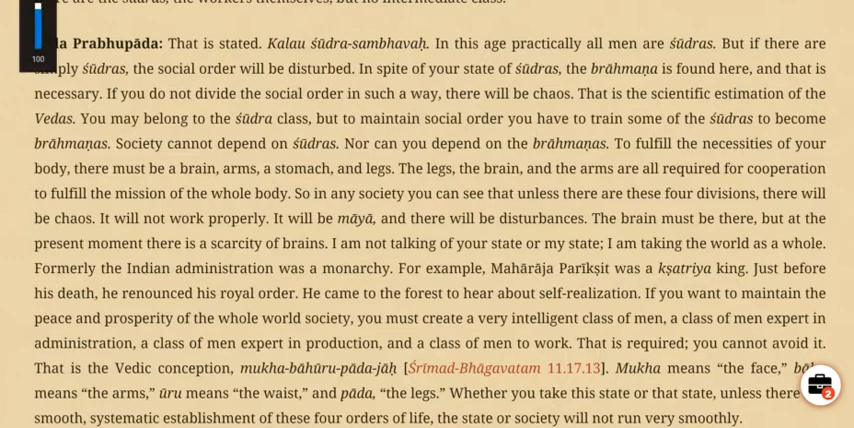 śūdras, the workers themselves, but no intermediate class.
100
la Prabhupāda: That is stated. Kalau śūdra-sambhavaḥ. In this age practically all men are śūdras. But if there are
simply śūdras, the social order will be disturbed. In spite of your state of śūdras, the brāhmaṇa is found here, and that is
necessary. If you do not divide the social order in such a way, there will be chaos. That is the scientific estimation of the
Vedas. You may belong to the śūdra class, but to maintain social order you have to train some of the śūdras to become
brāhmaṇas. Society cannot depend on śūdras. Nor can you depend on the brāhmaṇas. To fulfill the necessities of your
body, there must be a brain, arms, a stomach, and legs. The legs, the brain, and the arms are all required for cooperation
to fulfill the mission of the whole body. So in any society you can see that unless there are these four divisions, there will
be chaos. It will not work properly. It will be māyā, and there will be disturbances. The brain must be there, but at the
present moment there is a scarcity of brains. I am not talking of your state or my state; I am taking the world as a whole.
Formerly the Indian administration was a monarchy. For example, Mahārāja Parīkṣit was a kṣatriya king. Just before
his death, he renounced his royal order. He came to the forest to hear about self-realization. If you want to maintain the
peace and prosperity of the whole world society, you must create a very intelligent class of men, a class of men expert in
administration, a class of men expert in production, and a class of men to work. That is required; you cannot avoid it.
That is the Vedic conception, mukha-bāhūru-pāda-jāḥ [Śrīmad-Bhāgavatam 11.17.13]. Mukha means “the face,”
means “the arms,” ūru means “the waist,” and pāda, “the legs.” Whether you take this state or that state, unless there
2
smooth, systematic establishment of these four orders of life, the state or society will not run very smoothly.